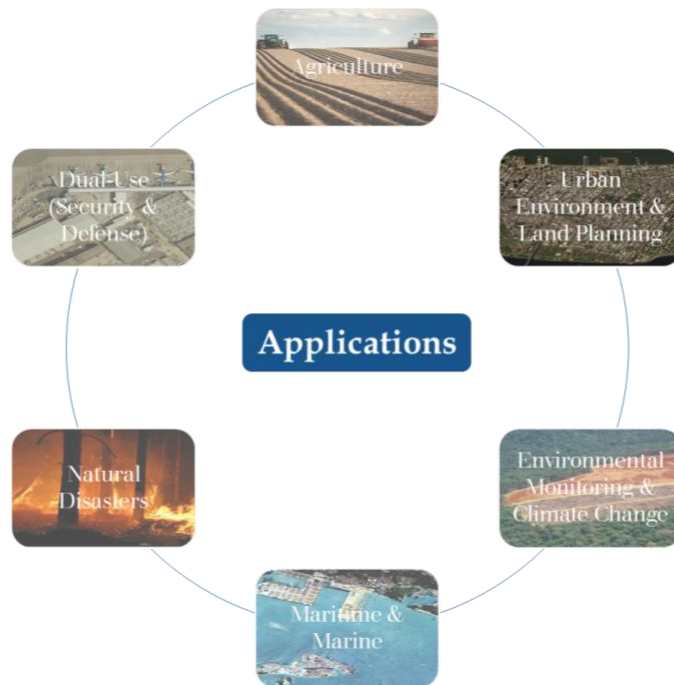 Agriculture
Urban
Environment &
Land Planning
Environmental
Monitoring &
Climate Change
Maritime &
Marine
Natural
Disasters
Dual-Use
(Security &
Defense)
Applications